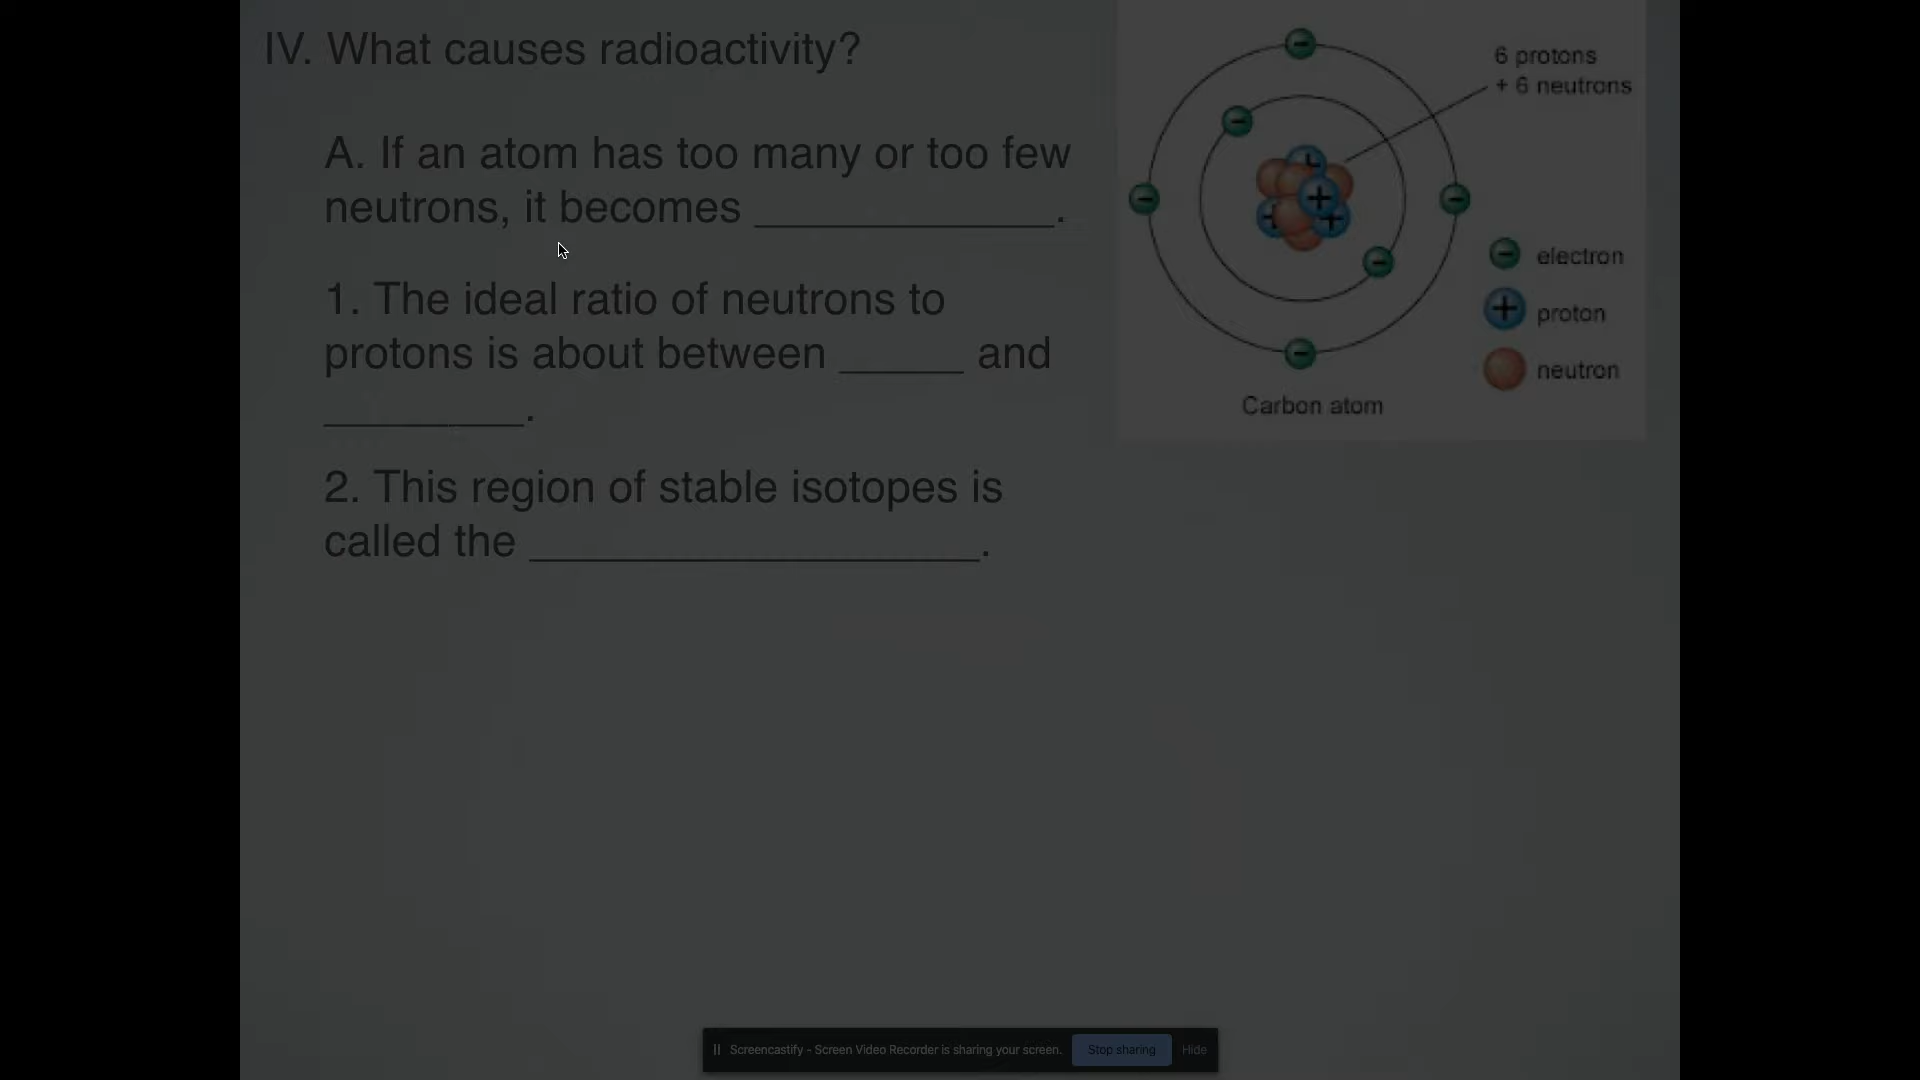 IV. What causes radioactivity?
A. If an atom has too many or too few
neutrons, it becomes ____________.
1. The ideal ratio of neutrons to
protons is about between _____ and
________.
2. This region of stable isotopes is
called the __________________.
6 protons
+ 6 neutrons
electron
proton
neutron
Carbon atom
Screencastify - Screen Video Recorder is sharing your screen. Stop sharing Hide